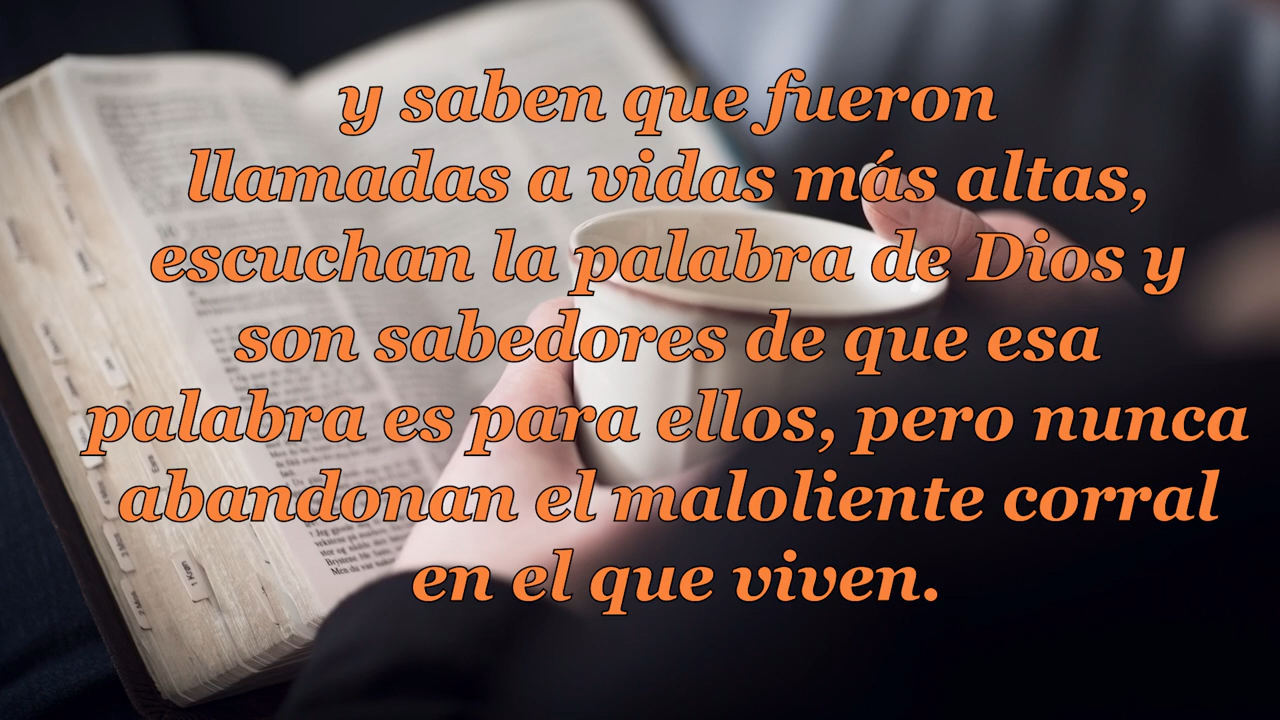 y saben que fueron
llamadas a vidas más altas,
escuchan la palabra de Dios y
son sabedores de que esa
palabra es para ellos, pero nunca
abandonan el maloliente corral
en el que viven.